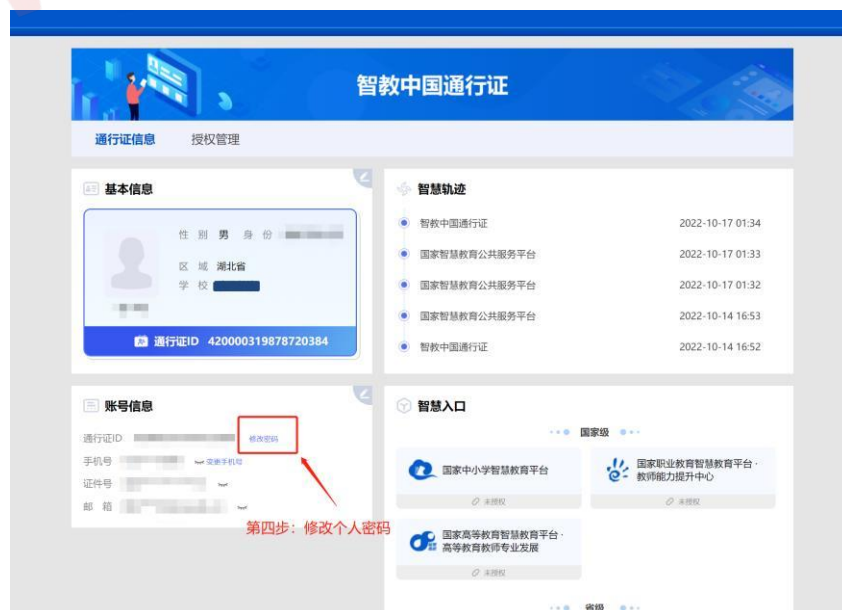 智教中国通行证
通行证信息 授权管理
基本信息
性 别 男 身 份
区 域 湖北省
学 校
通行证ID 420000319878720384
智慧轨迹
智教中国通行证 2022-10-17 01:34
国家智慧教育公共服务平台 2022-10-17 01:33
国家智慧教育公共服务平台 2022-10-17 01:32
国家智慧教育公共服务平台 2022-10-14 16:53
智教中国通行证 2022-10-14 16:52
账号信息
通行证ID 修改密码
手机号 变更手机号
证件号
邮 箱
第四步：修改个人密码
智慧入口
国家级
国家中小学智慧教育平台
未授权
国家职业教育智慧教育平台·
教师能力提升中心
未授权
国家高等教育智慧教育平台·
高等教育教师专业发展
未授权
省级